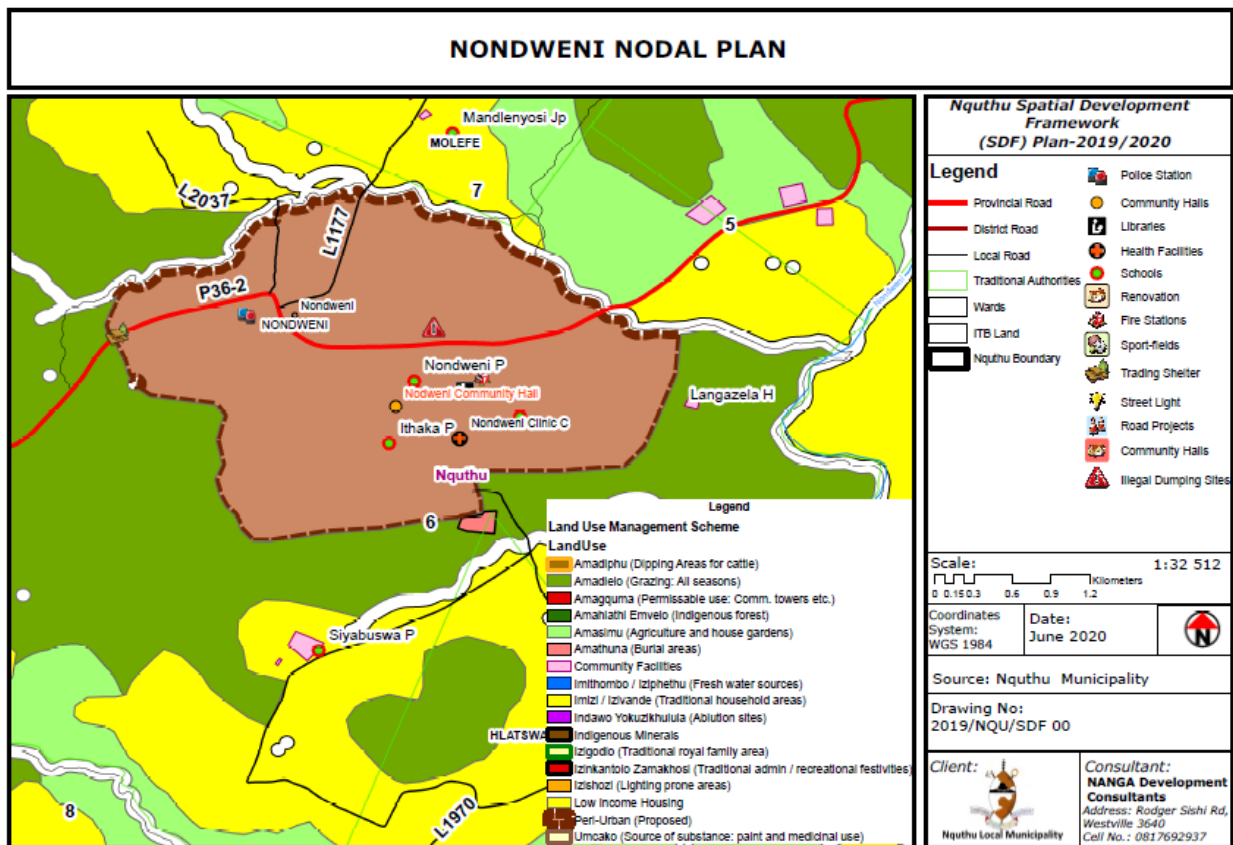 NONDWENI NODAL PLAN
Mandlenyosi Jp
MOLEFE
7
L2037
L1177
5
P36-2
Nondweni
NONDWENI
Nondweni
Nondweni P
Nodweni Community Hall
Langazela H
Ithaka P
Nondweni Clinic C
Nquthu
6
Siyabuswa P
HLATSWA
L1970
8
Legend
Land Use Management Scheme
LandUse
Amadiphu (Dipping Areas for cattle)
Amadlelo (Grazing: All seasons)
Amagquma (Permissable use: Comm. towers etc.)
Amahlathi Emvelo (Indigenous forest)
Amasimu (Agriculture and house gardens)
Amathuna (Burial areas)
Community Facilities
Imithombo / Iziphethu (Fresh water sources)
Imizi / Izivande (Traditional household areas)
Indawo Yokuzikhulula (Ablution sites)
Indigenous Minerals
Izigodlo (Traditional royal family area)
Izinkantolo Zamakhosi (Traditional admin / recreational festivities)
Izishozi (Lighting prone areas)
Low Income Housing
Peri-Urban (Proposed)
Umcako (Source of substance: paint and medicinal use)
Nquthu Spatial Development
Framework
(SDF) Plan-2019/2020
Legend
Provincial Road
District Road
Local Road
Traditional Authorities
Wards
ITB Land
Nquthu Boundary
Police Station
Community Halls
Libraries
Health Facilities
Schools
Renovation
Fire Stations
Sport-fields
Trading Shelter
Street Light
Road Projects
Community Halls
Illegal Dumping Sites
Scale: 1:32 512
Kilometers
0 0.15 0.3 0.6 0.9 1.2
Coordinates
System:
WGS 1984
Date:
June 2020
N
Source: Nquthu Municipality
Drawing No:
2019/NQU/SDF 00
Client:
Nquthu Local Municipality
Consultant:
NANGA Development
Consultants
Address: Rodger Sishi Rd,
Westville 3640
Cell No.: 0817692937